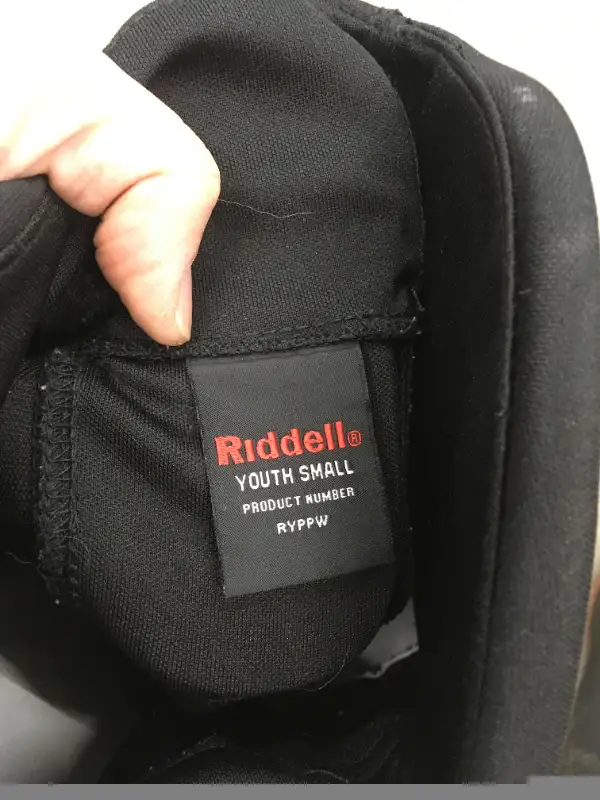 Riddell®
YOUTH SMALL
PRODUCT NUMBER
RYPPW